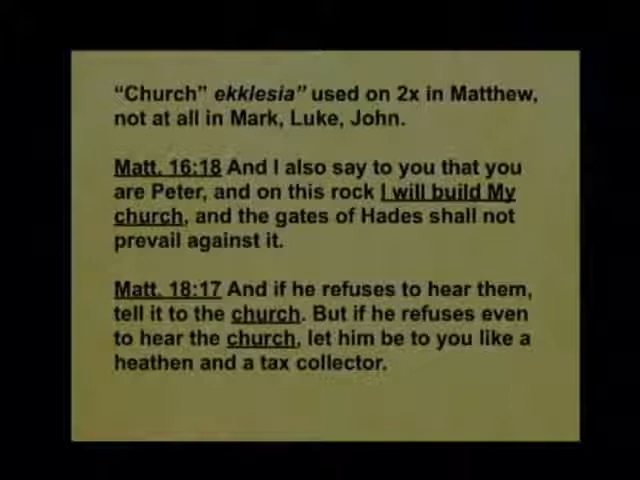 “Church” ekklesia” used on 2x in Matthew,
not at all in Mark, Luke, John.
Matt. 16:18 And I also say to you that you
are Peter, and on this rock I will build My
church, and the gates of Hades shall not
prevail against it.
Matt. 18:17 And if he refuses to hear them,
tell it to the church. But if he refuses even
to hear the church, let him be to you like a
heathen and a tax collector.